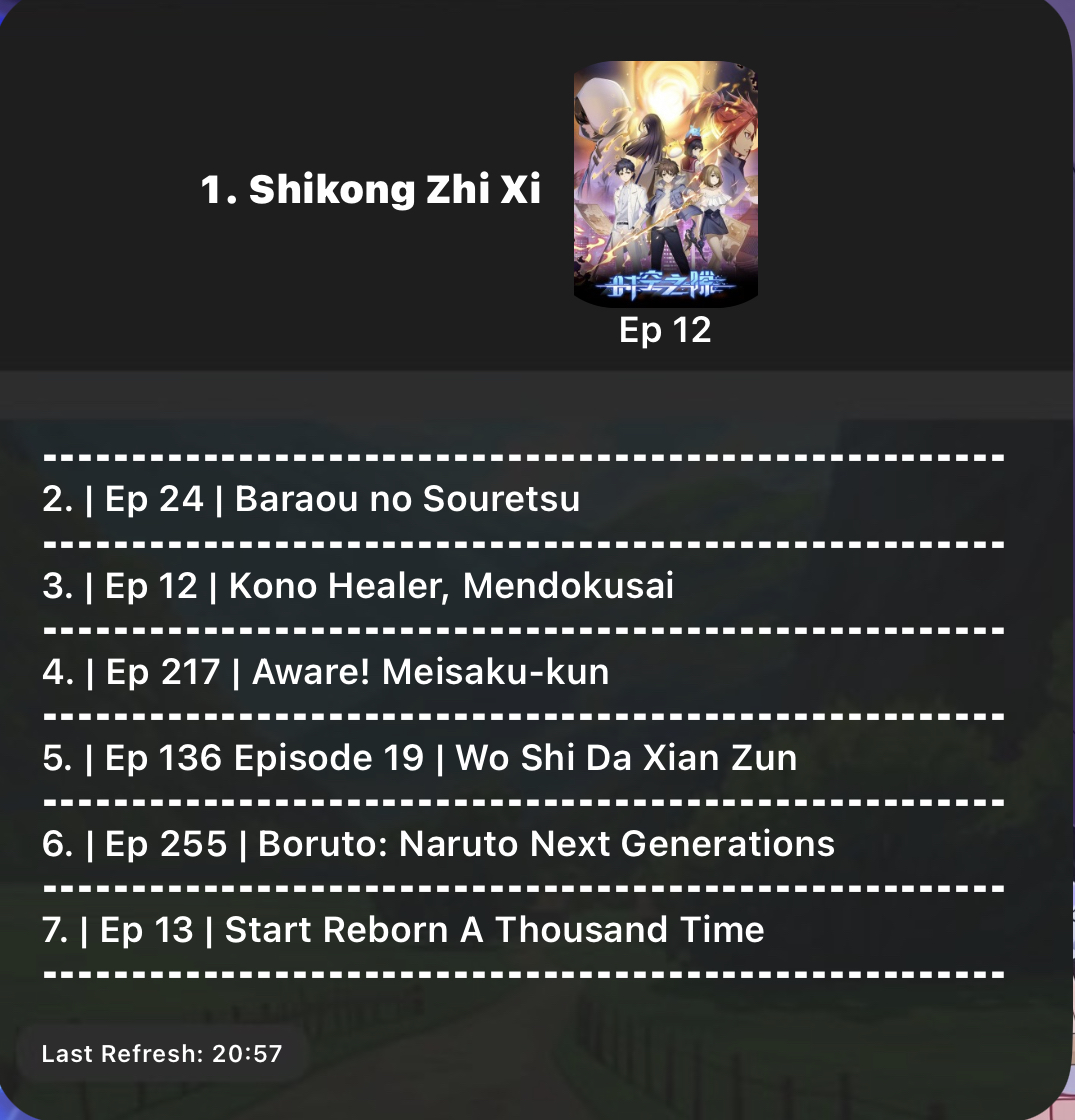 1. Shikong Zhi Xi
时空之隙
Ep 12
2. | Ep 24 | Baraou no Souretsu
3. | Ep 12 | Kono Healer, Mendokusai
4. | Ep 217 | Aware! Meisaku-kun
5. | Ep 136 Episode 19 | Wo Shi Da Xian Zun
6. | Ep 255 | Boruto: Naruto Next Generations
7. | Ep 13 | Start Reborn A Thousand Time
Last Refresh: 20:57